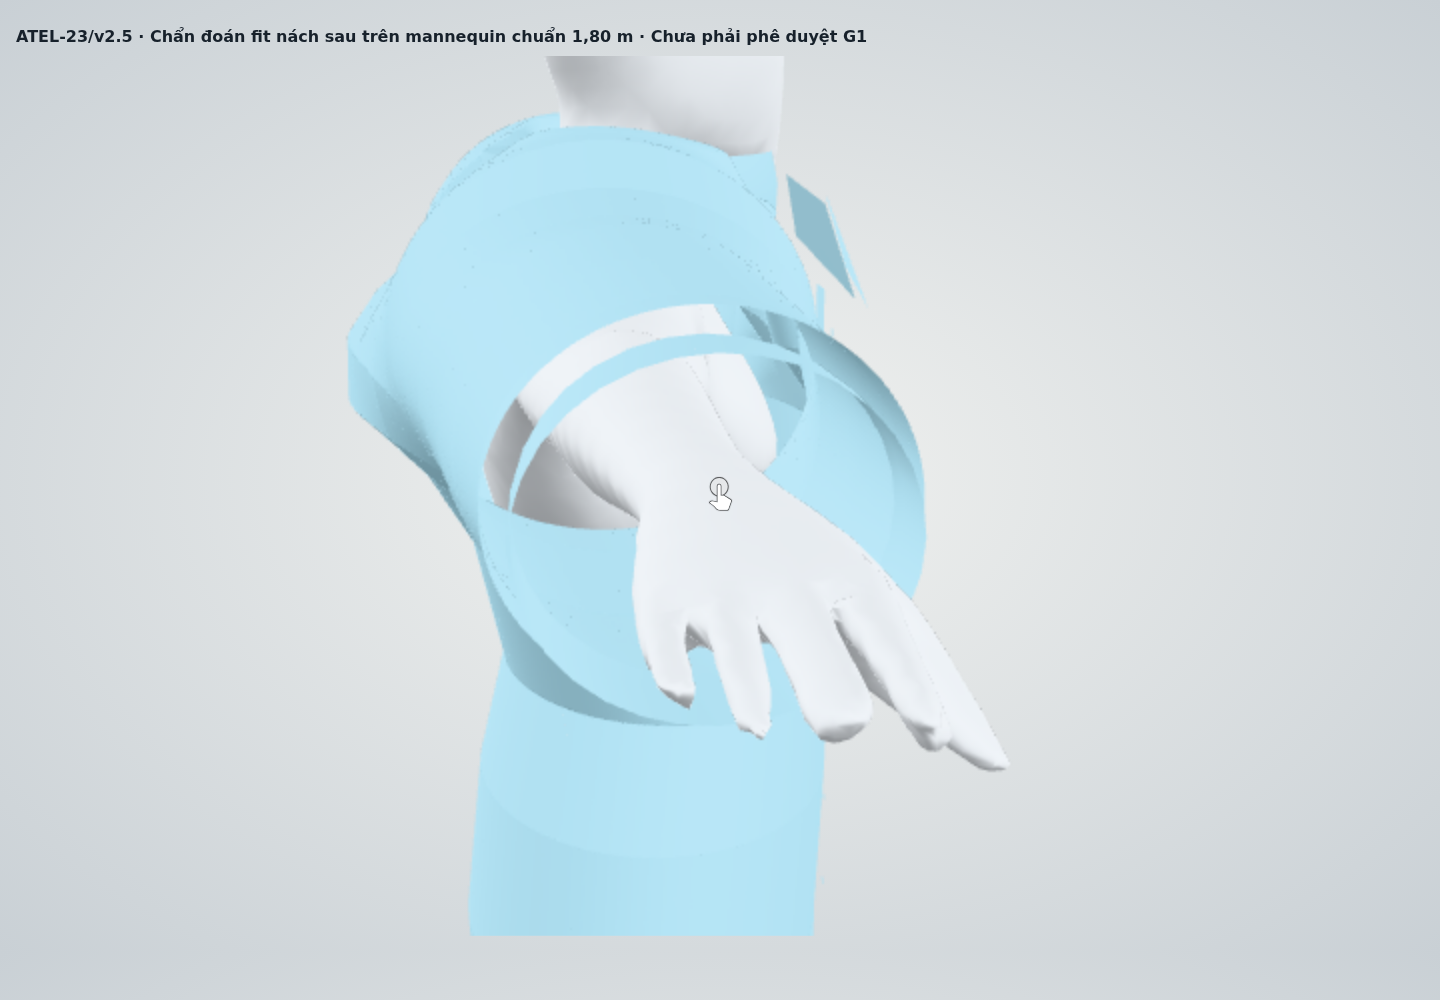 ATEL-23/v2.5 · Chẩn đoán fit nách sau trên mannequin chuẩn 1,80 m · Chưa phải phê duyệt G1